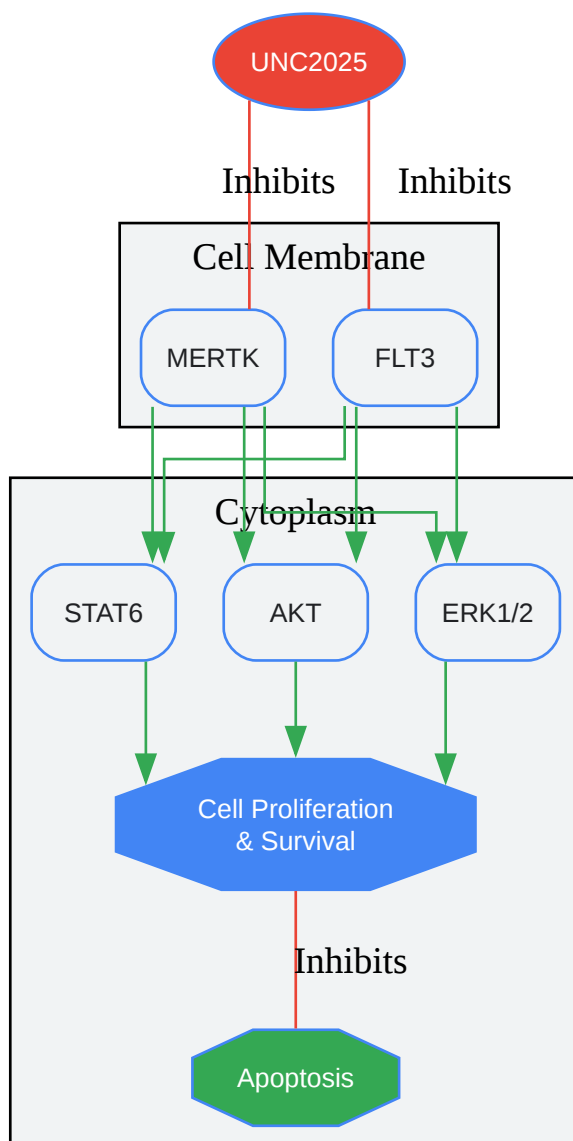 UNC2025
Inhibits
Inhibits
Cell Membrane
MERTK
FLT3
Cytoplasm
STAT6
AKT
ERK1/2
Cell Proliferation
& Survival
Inhibits
Apoptosis